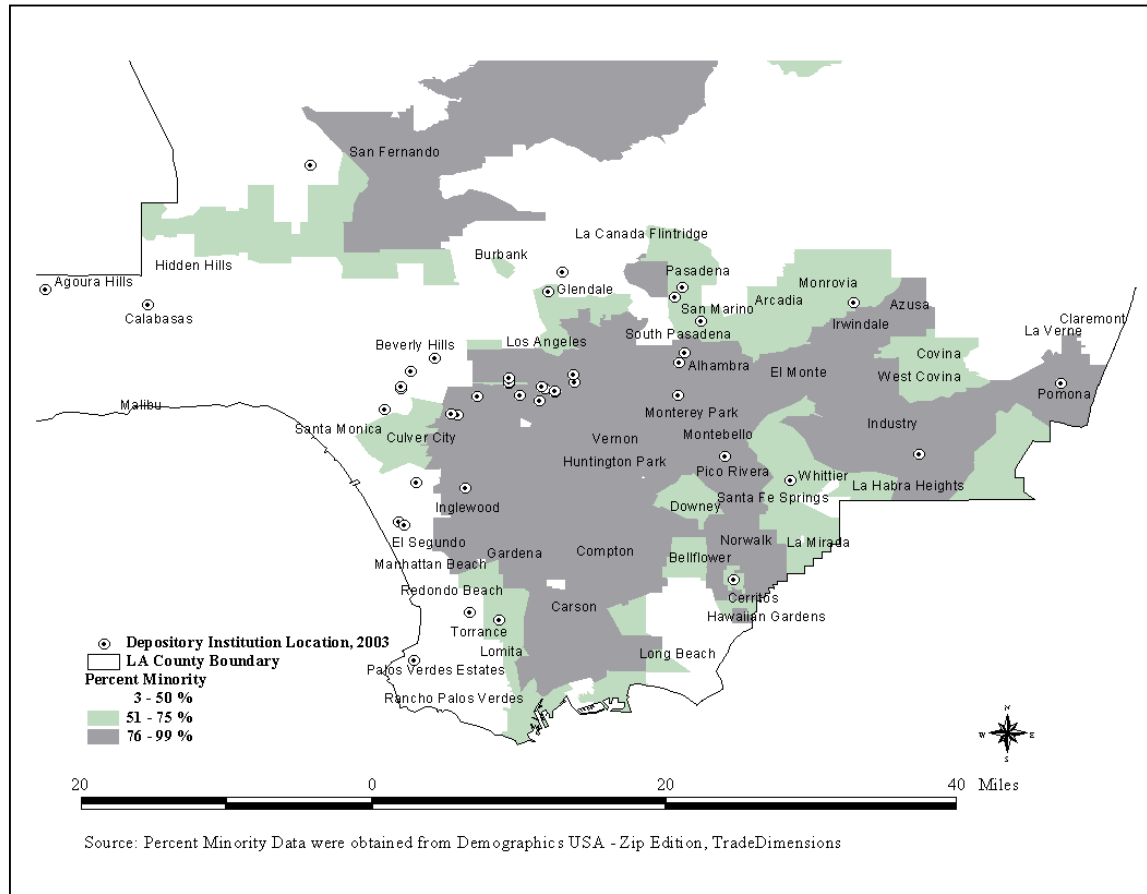 San Fernando
La Canada Flintridge
Burbank
Hidden Hills
Pasadena
Agoura Hills
Glendale
Monrovia
Calabasas
San Marino
Arcadia
Azusa
Claremont
Irwindale
La Verne
South Pasadena
Los Angeles
Beverly Hills
Covina
Alhambra
El Monte
West Covina
Pomona
Malibu
Monterey Park
Industry
Santa Monica
Culver City
Vernon
Montebello
Huntington Park
Pico Rivera
Whittier
La Habra Heights
Santa Fe Springs
Inglewood
Downey
El Segundo
Norwalk
La Mirada
Gardena
Compton
Bellflower
Manhattan Beach
Redondo Beach
Cerritos
Carson
Hawaiian Gardens
Torrance
Lomita
Long Beach
Palos Verdes Estates
Rancho Palos Verdes
Depository Institution Location, 2003
LA County Boundary
Percent Minority
3 - 50 %
51 - 75 %
76 - 99 %
N
W E
S
20 0 20 40 Miles
Source: Percent Minority Data were obtained from Demographics USA - Zip Edition, TradeDimensions